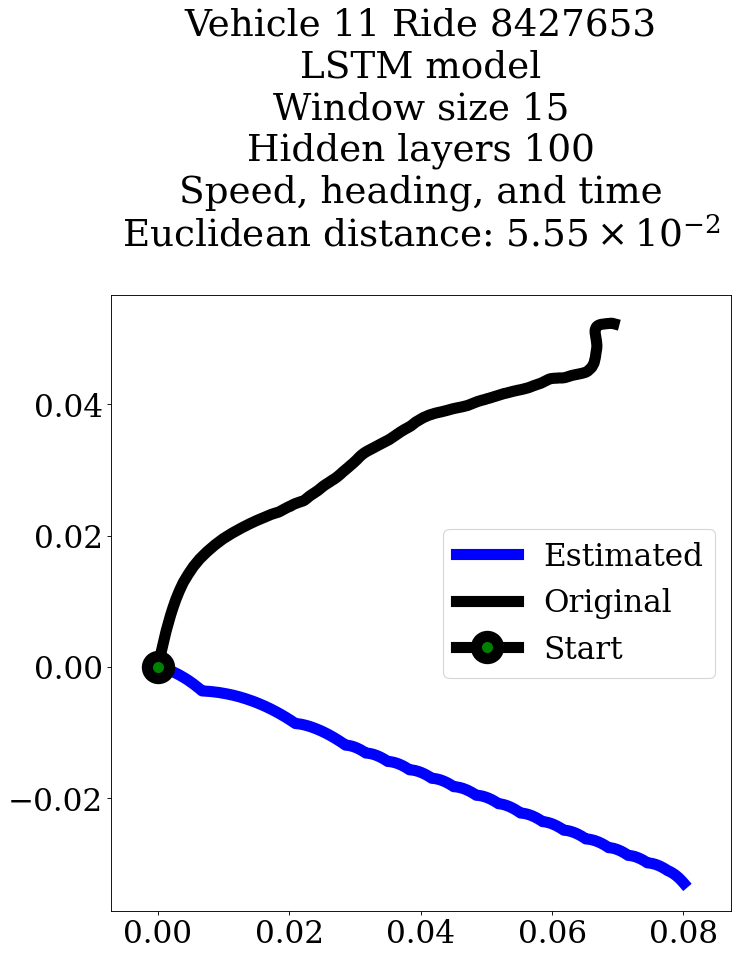 Vehicle 11 Ride 8427653
LSTM model
Window size 15
Hidden layers 100
Speed, heading, and time
Euclidean distance: 5.55 × 10⁻²
0.04
0.02
0.00
−0.02
Estimated
Original
Start
0.00 0.02 0.04 0.06 0.08